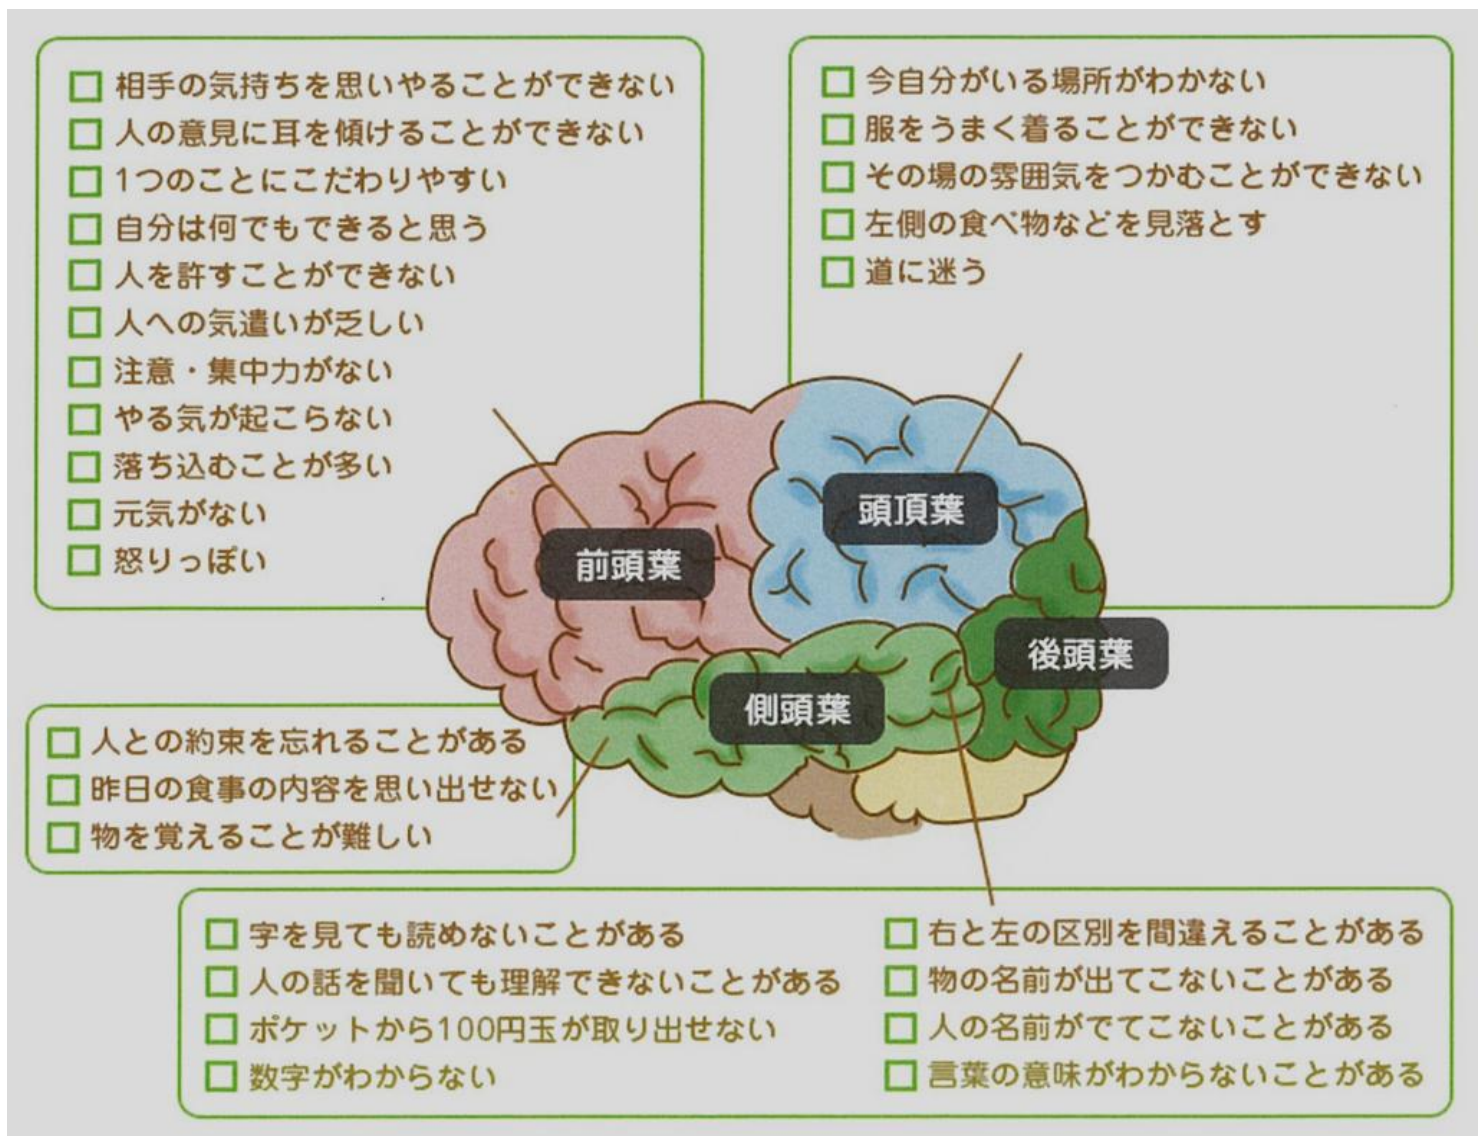 相手の気持ちを思いやることができない
人の意見に耳を傾けることができない
1つのことにこだわりやすい
自分は何でもできると思う
人を許すことができない
人への気遣いが乏しい
注意・集中力がない
やる気が起こらない
落ち込むことが多い
元気がない
怒りっぽい
今自分がいる場所がわかない
服をうまく着ることができない
その場の雰囲気をつかむことができない
左側の食べ物などを見落とす
道に迷う
頭頂葉
前頭葉
後頭葉
側頭葉
人との約束を忘れることがある
昨日の食事の内容を思い出せない
物を覚えることが難しい
字を見ても読めないことがある
人の話を聞いても理解できないことがある
ポケットから100円玉が取り出せない
数字がわからない
右と左の区別を間違えることがある
物の名前が出てこないことがある
人の名前がでてこないことがある
言葉の意味がわからないことがある